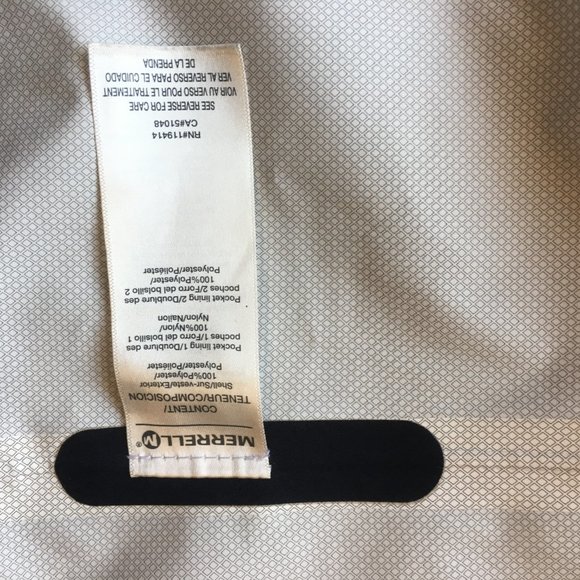 MERRELL M®
CONTENT/
TENEUR/COMPOSICION
Shell/Sur-veste/Exterior
100%Polyester/
Polyester/Poliéster
Pocket lining 1/Doublure des
poches 1/Forro del bolsillo 1
100%Nylon/
Nylon/Nailon
Pocket lining 2/Doublure des
poches 2/Forro del bolsillo 2
100%Polyester/
Polyester/Poliéster
RN#119414
CA#51048
SEE REVERSE FOR CARE
VOIR AU VERSO POUR LE TRAITEMENT
VER AL REVERSO PARA EL CUIDADO
DE LA PRENDA